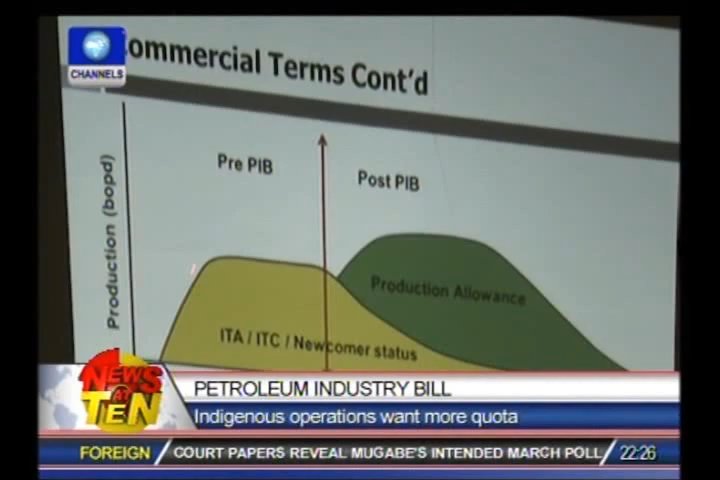 CHANNELS
ommercial Terms Cont'd
Pre PIB
Post PIB
Production (bopd)
Production Allowance
ITA / ITC / Newcomer status
NEWS
AT
TEN
PETROLEUM INDUSTRY BILL
Indigenous operations want more quota
FOREIGN
COURT PAPERS REVEAL MUGABE'S INTENDED MARCH POLL
22:26